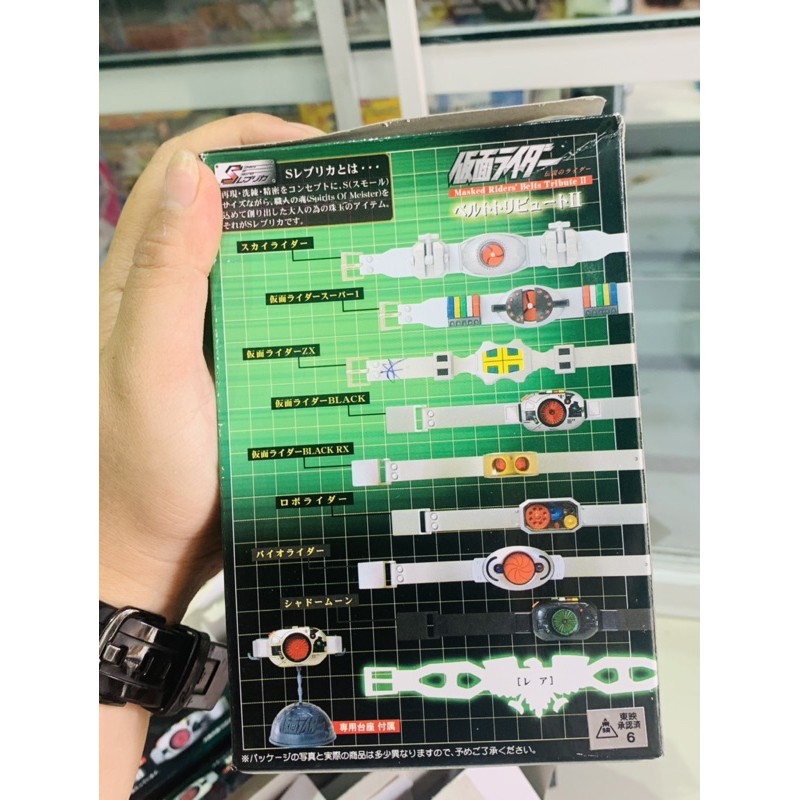 レプリカ
Sレプリカとは・・・
再現・洗練・精密をコンセプトに、S(スモール)
サイズながら、職人の魂(Spirits Of Meister)を
込めて創り出した大人の為の珠玉のアイテム。
それがSレプリカです。
仮面ライダー
Masked Riders' Belts Tribute II
ベルトトリビュートII
スカイライダー
仮面ライダースーパー1
仮面ライダーZX
仮面ライダーBLACK
仮面ライダーBLACK RX
ロボライダー
バイオライダー
シャドームーン
[レア]
仮面ライダー
専用台座 付属
東映
承認済
6
※パッケージの写真と実際の商品は多少異なりますので、予めご了承ください。